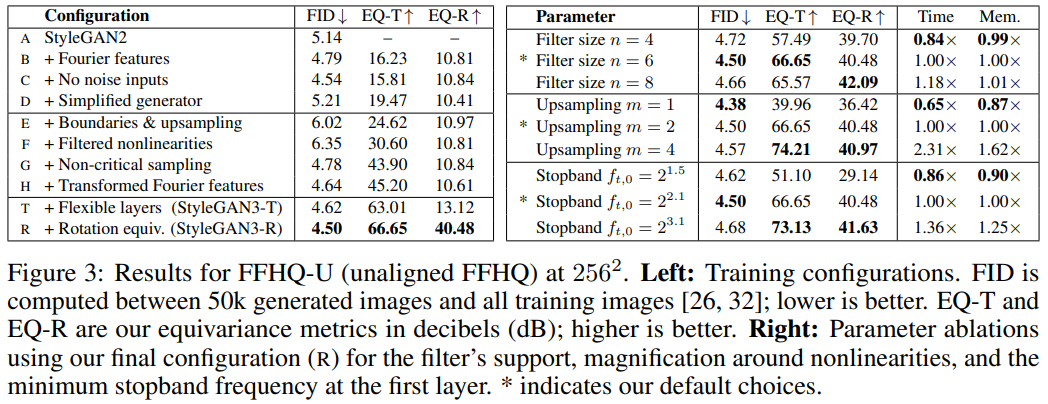 Configuration FID↓ EQ-T↑ EQ-R↑
A StyleGAN2 5.14 – –
B + Fourier features 4.79 16.23 10.81
C + No noise inputs 4.54 15.81 10.84
D + Simplified generator 5.21 19.47 10.41
E + Boundaries & upsampling 6.02 24.62 10.97
F + Filtered nonlinearities 6.35 30.60 10.81
G + Non-critical sampling 4.78 43.90 10.84
H + Transformed Fourier features 4.64 45.20 10.61
T + Flexible layers (StyleGAN3-T) 4.62 63.01 13.12
R + Rotation equiv. (StyleGAN3-R) 4.50 66.65 40.48
Parameter FID↓ EQ-T↑ EQ-R↑ Time Mem.
Filter size n = 4 4.72 57.49 39.70 0.84× 0.99×
* Filter size n = 6 4.50 66.65 40.48 1.00× 1.00×
Filter size n = 8 4.66 65.57 42.09 1.18× 1.01×
Upsampling m = 1 4.38 39.96 36.42 0.65× 0.87×
* Upsampling m = 2 4.50 66.65 40.48 1.00× 1.00×
Upsampling m = 4 4.57 74.21 40.97 2.31× 1.62×
Stopband f_{t,0} = 2^{1.5} 4.62 51.10 29.14 0.86× 0.90×
* Stopband f_{t,0} = 2^{2.1} 4.50 66.65 40.48 1.00× 1.00×
Stopband f_{t,0} = 2^{3.1} 4.68 73.13 41.63 1.36× 1.25×
Figure 3: Results for FFHQ-U (unaligned FFHQ) at 256². Left: Training configurations. FID is
computed between 50k generated images and all training images [26, 32]; lower is better. EQ-T and
EQ-R are our equivariance metrics in decibels (dB); higher is better. Right: Parameter ablations
using our final configuration (R) for the filter's support, magnification around nonlinearities, and the
minimum stopband frequency at the first layer. * indicates our default choices.